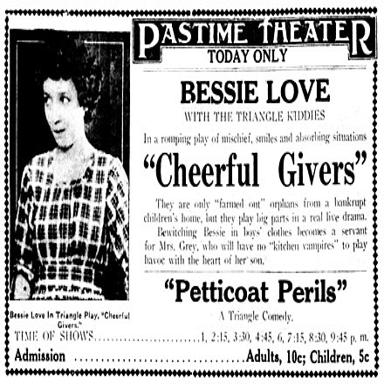 PASTIME THEATER
TODAY ONLY
BESSIE LOVE
WITH THE TRIANGLE KIDDIES
In a romping play of mischief, smiles and absorbing situations
"Cheerful Givers"
They are only "farmed out" orphans from a bankrupt
children's home, but they play big parts in a real live drama.
Bewitching Bessie in boys' clothes becomes a servant
for Mrs. Grey, who will have no "kitchen vampires" to play
havoc with the heart of her son.
"Petticoat Perils"
A Triangle Comedy.
Bessie Love In Triangle Play, "Cheerful
Givers."
TIME OF SHOWS.....................1, 2:15, 3:30, 4:45, 6, 7:15, 8:30, 9:45 p. m.
Admission ........................Adults, 10c; Children, 5c